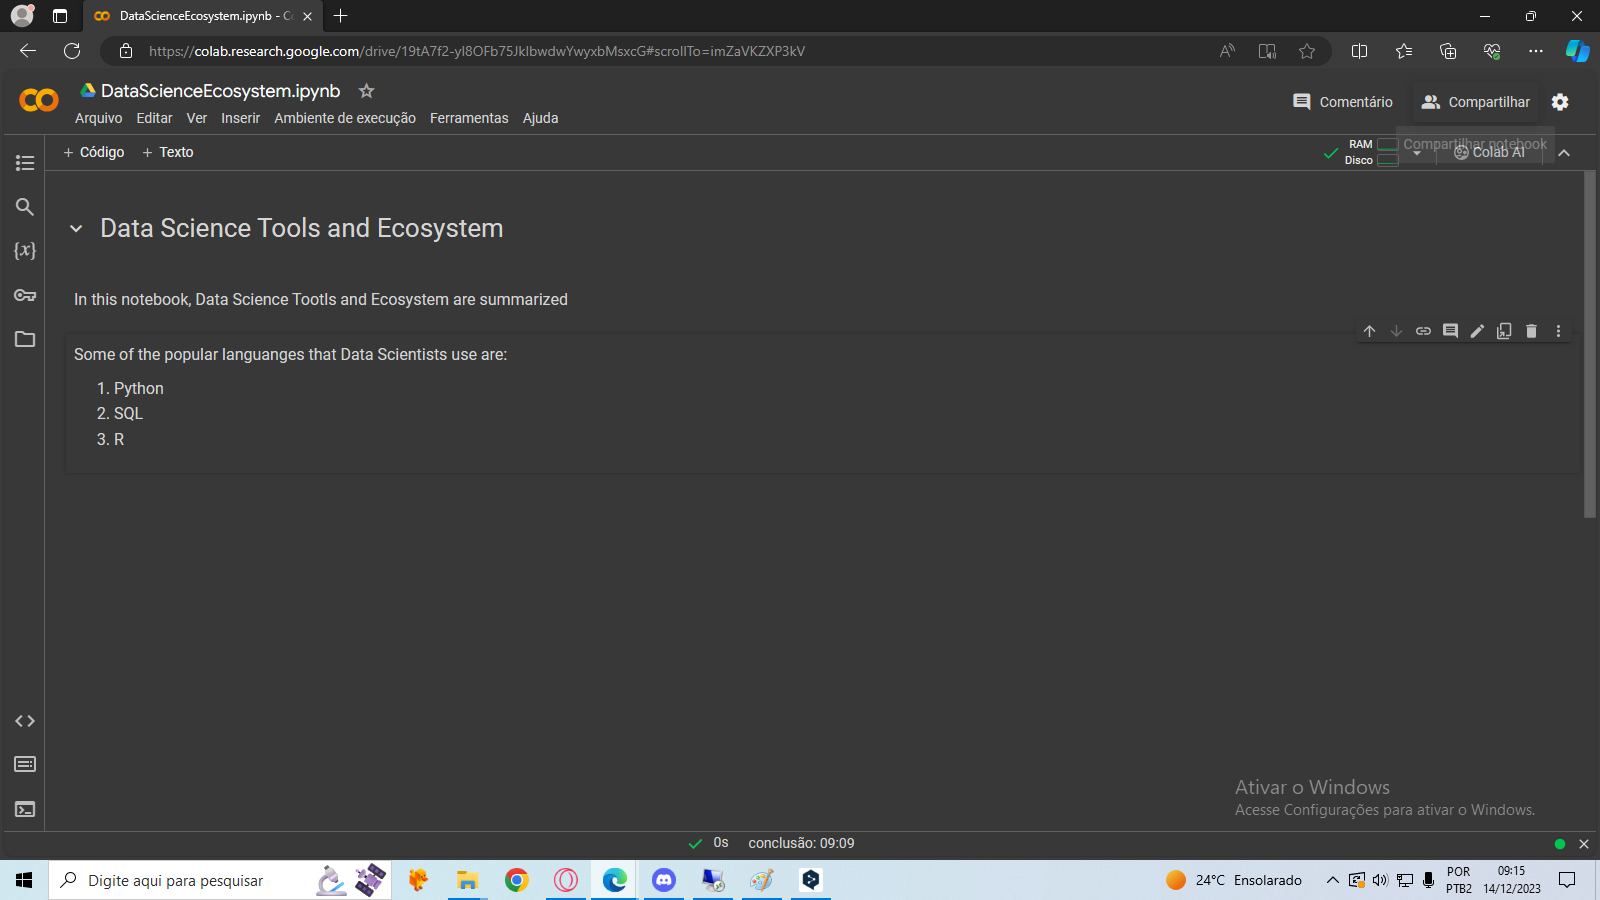 DataScienceEcosystem.ipynb - Co
https://colab.research.google.com/drive/19tA7f2-yI8OFb75JkIbwdwYwyxbMsxcG#scrollTo=imZaVKZXP3kV
DataScienceEcosystem.ipynb
Comentário
Compartilhar
Arquivo Editar Ver Inserir Ambiente de execução Ferramentas Ajuda
+ Código + Texto
RAM
Disco
Compartilhar notebook
Colab AI
Data Science Tools and Ecosystem
In this notebook, Data Science Tootls and Ecosystem are summarized
Some of the popular languanges that Data Scientists use are:
1. Python
2. SQL
3. R
Ativar o Windows
Acesse Configurações para ativar o Windows.
0s conclusão: 09:09
Digite aqui para pesquisar
24°C Ensolarado
POR
PTB2
09:15
14/12/2023